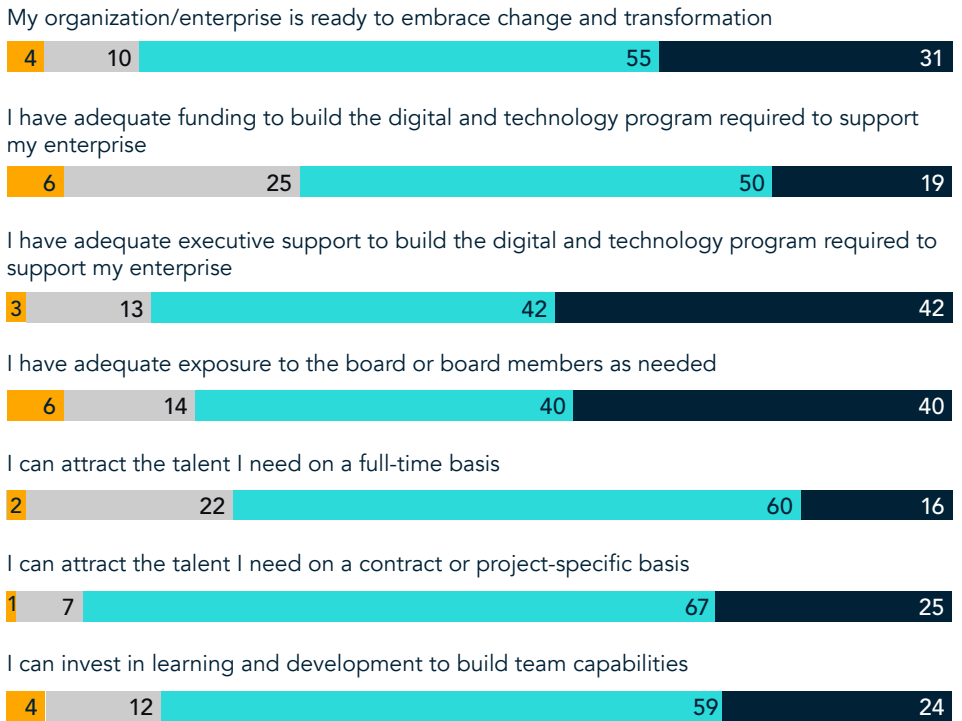 My organization/enterprise is ready to embrace change and transformation
4 10 55 31
I have adequate funding to build the digital and technology program required to support
my enterprise
6 25 50 19
I have adequate executive support to build the digital and technology program required to
support my enterprise
3 13 42 42
I have adequate exposure to the board or board members as needed
6 14 40 40
I can attract the talent I need on a full-time basis
2 22 60 16
I can attract the talent I need on a contract or project-specific basis
1 7 67 25
I can invest in learning and development to build team capabilities
4 12 59 24